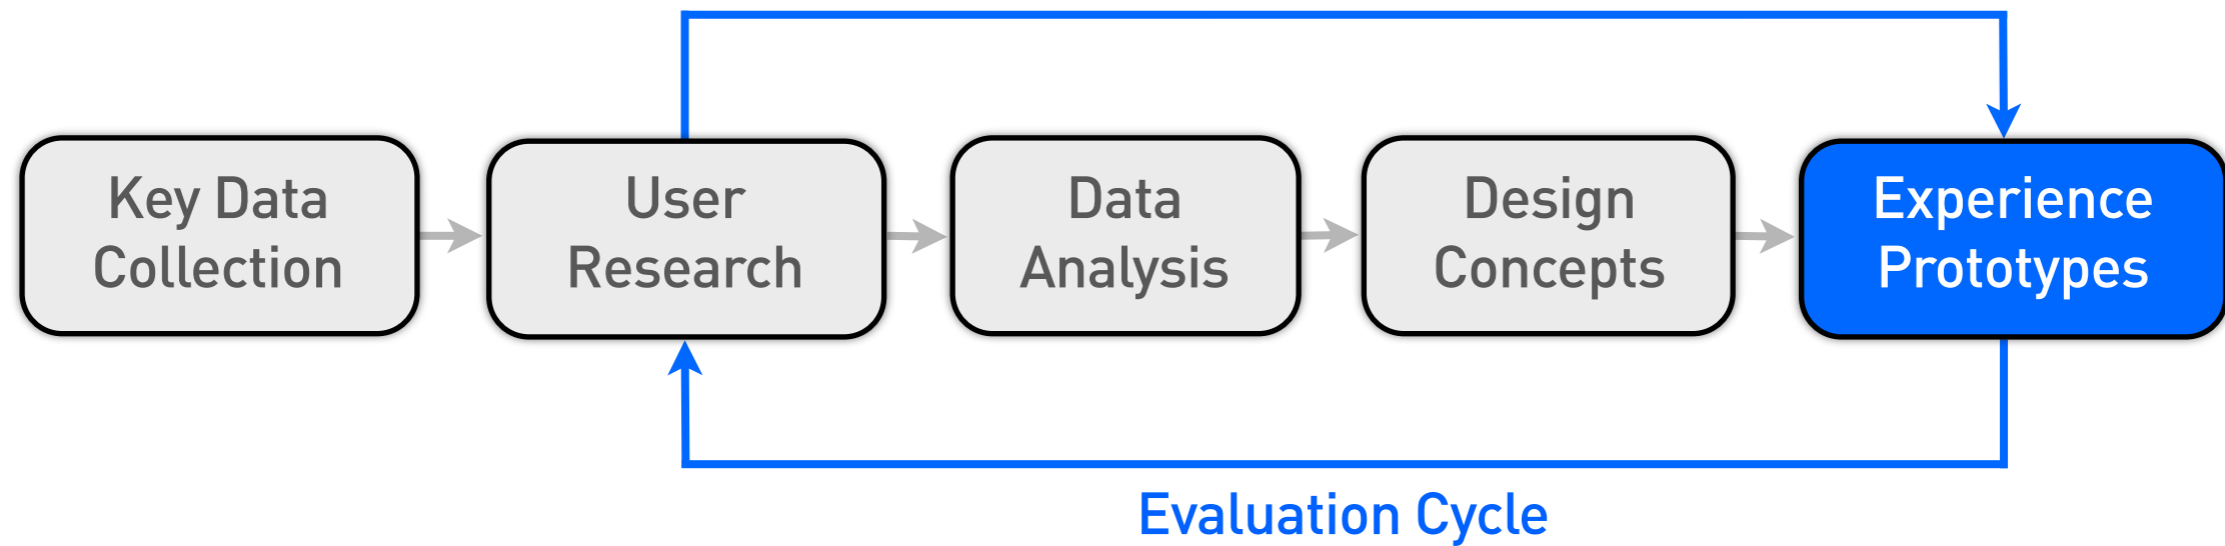 Key Data
Collection
User
Research
Data
Analysis
Design
Concepts
Experience
Prototypes
Evaluation Cycle